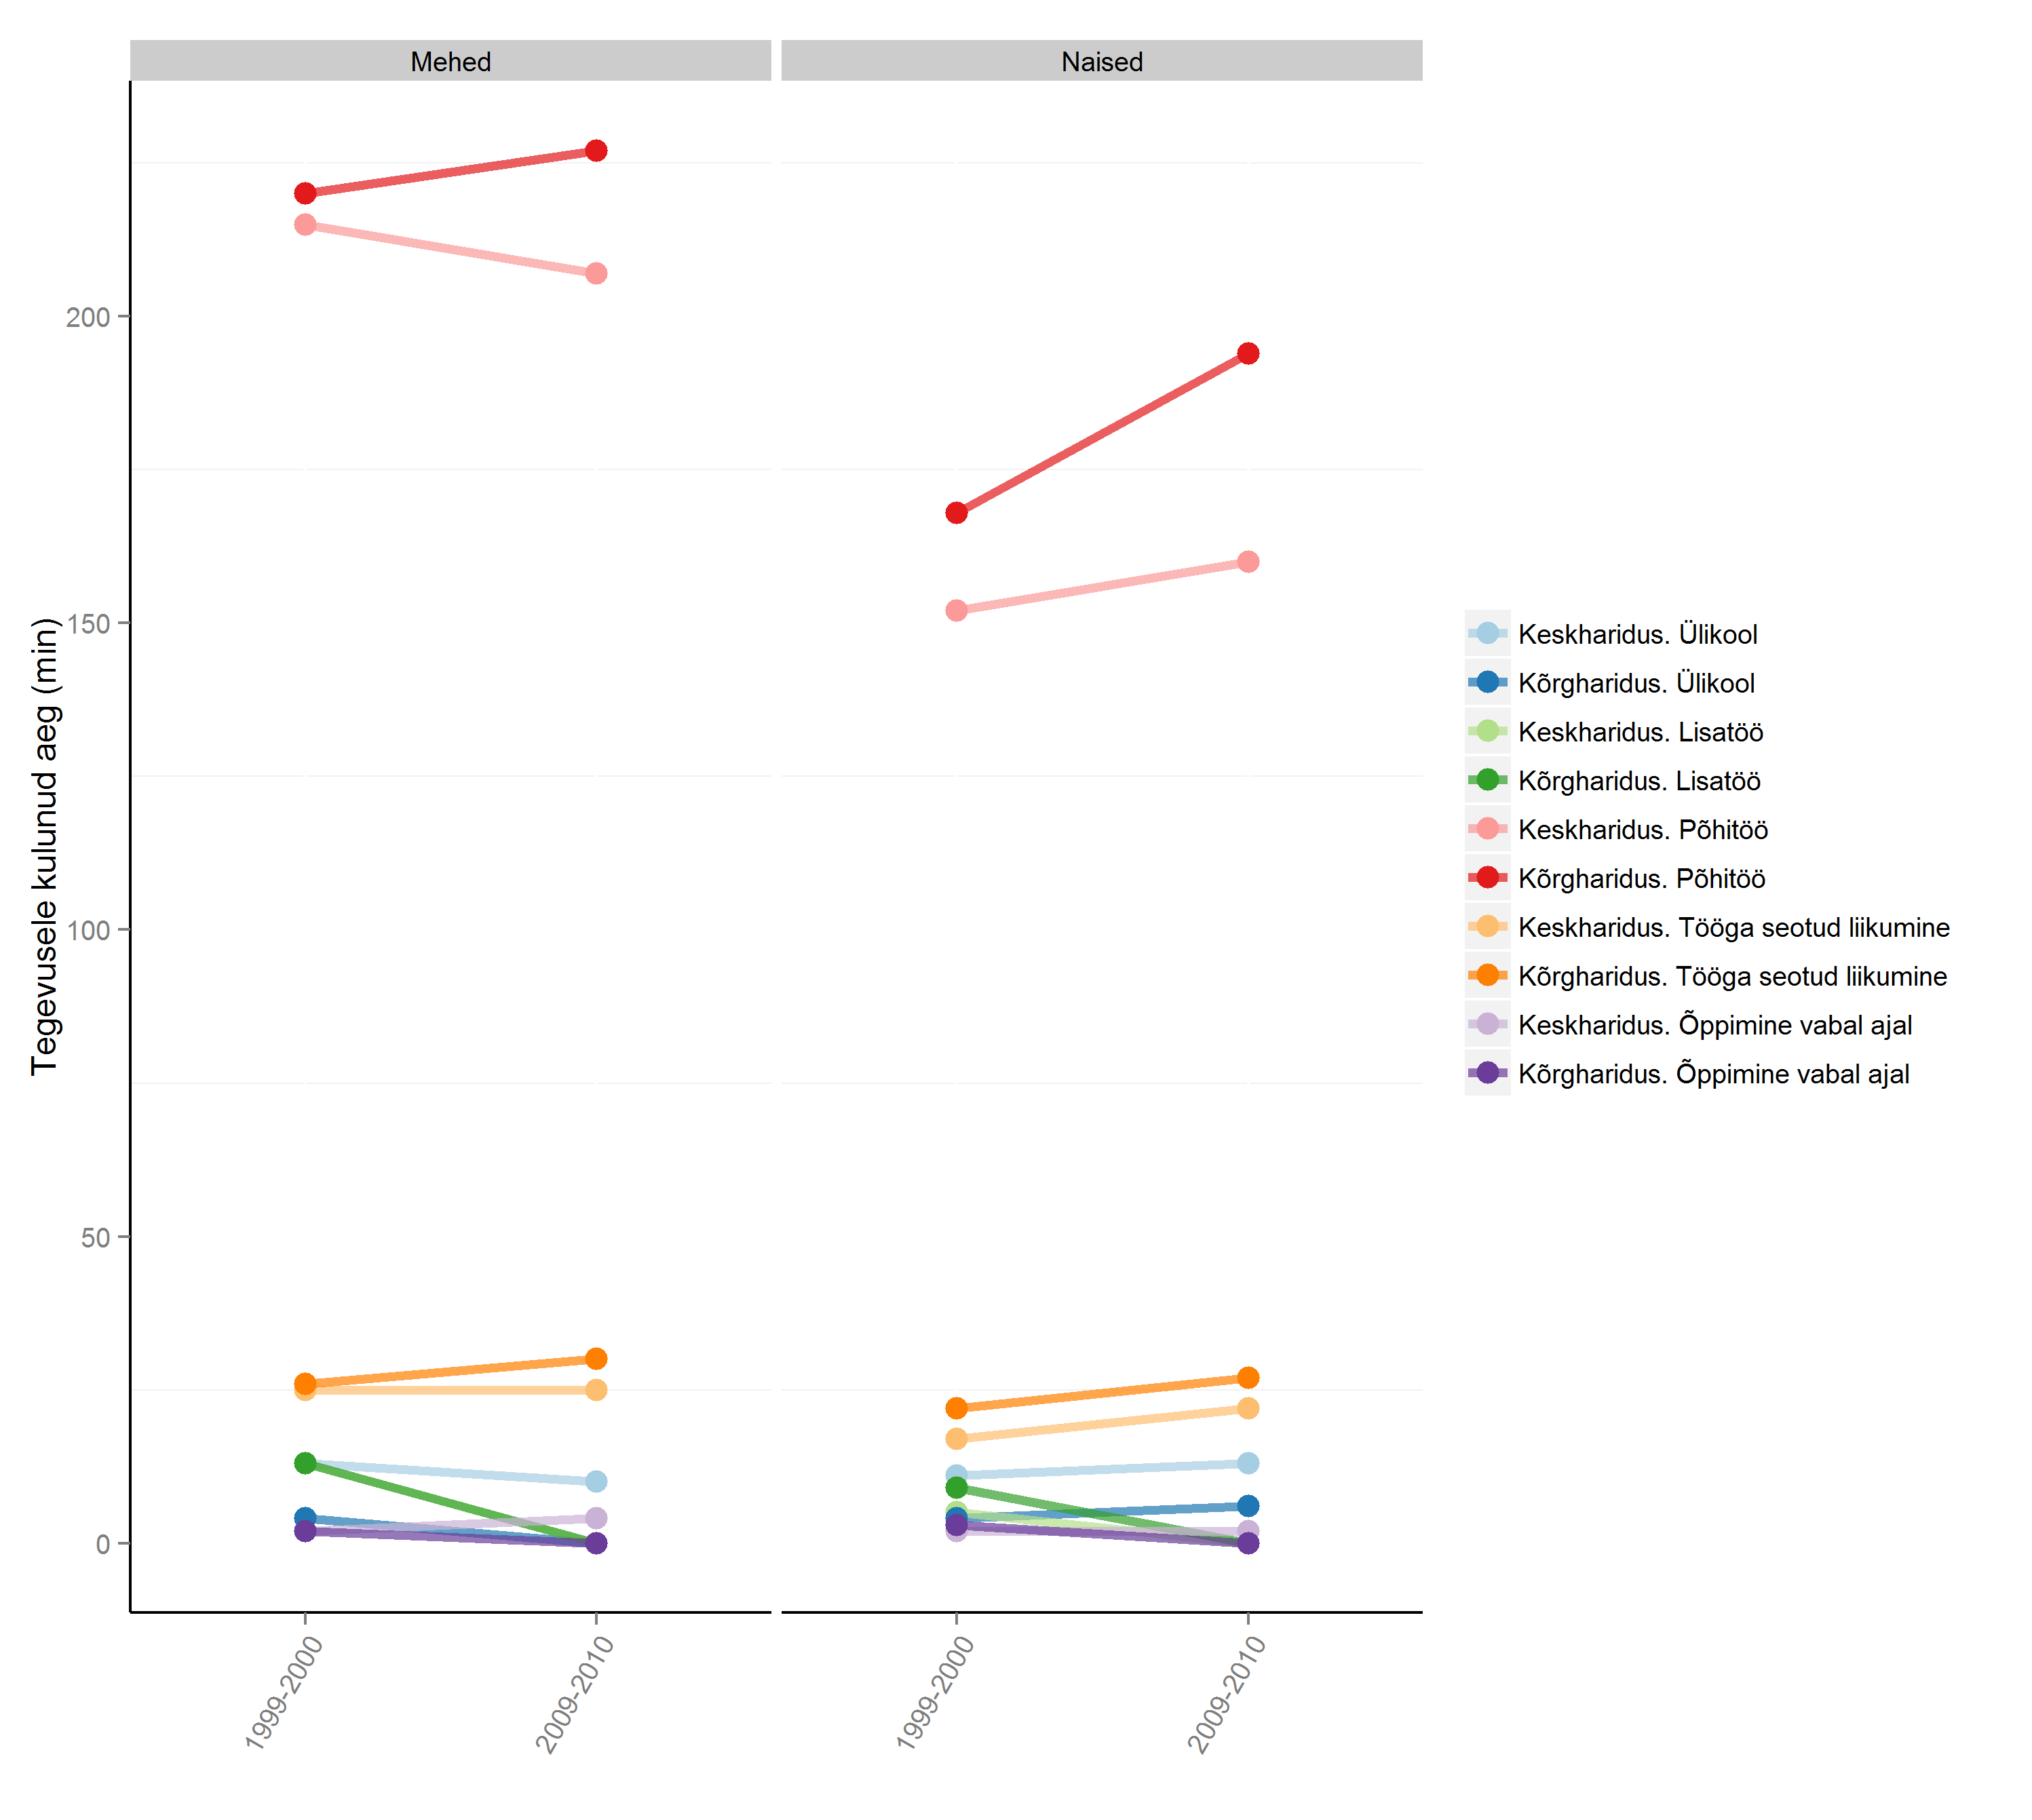 Mehed
Naised
Tegevusele kulunud aeg (min)
200
150
100
50
0
1999-2000
2009-2010
1999-2000
2009-2010
Keskharidus. Ülikool
Kõrgharidus. Ülikool
Keskharidus. Lisatöö
Kõrgharidus. Lisatöö
Keskharidus. Põhitöö
Kõrgharidus. Põhitöö
Keskharidus. Tööga seotud liikumine
Kõrgharidus. Tööga seotud liikumine
Keskharidus. Õppimine vabal ajal
Kõrgharidus. Õppimine vabal ajal